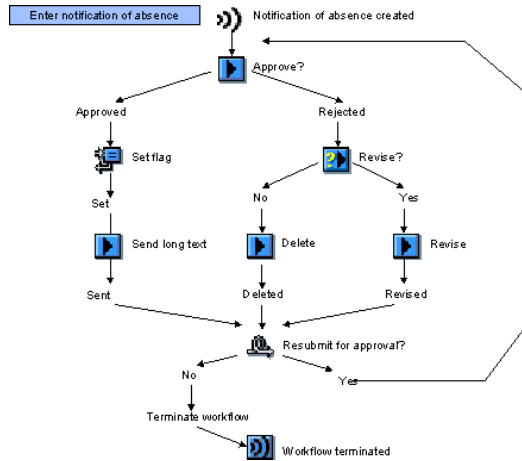 Enter notification of absence
Notification of absence created
Approve?
Approved
Rejected
Set flag
Revise?
Set
No
Yes
Send long text
Delete
Revise
Sent
Deleted
Revised
Resubmit for approval?
No
Yes
Terminate workflow
Workflow terminated